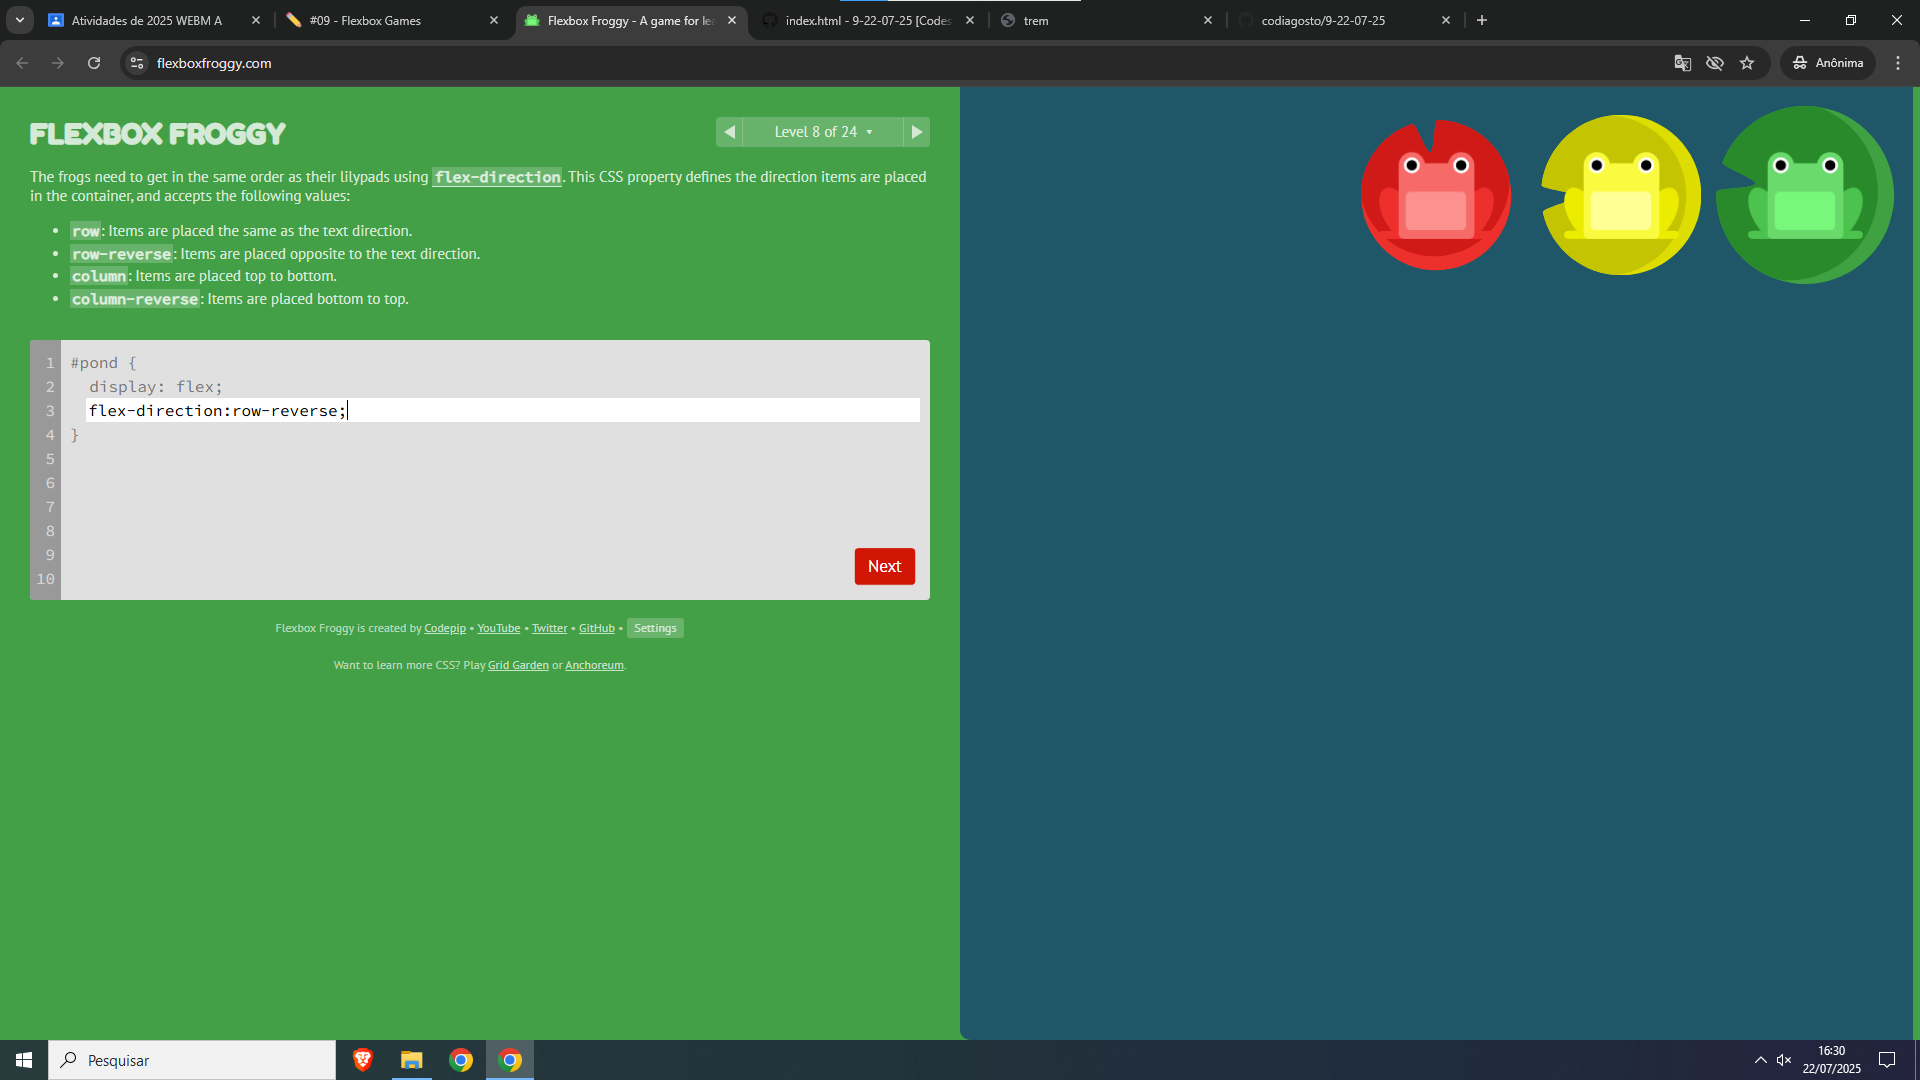 Atividades de 2025 WEBM A
#09 - Flexbox Games
Flexbox Froggy - A game for le
index.html - 9-22-07-25 [Codes
trem
codiagosto/9-22-07-25
flexboxfroggy.com
Anônima
FLEXBOX FROGGY
Level 8 of 24
The frogs need to get in the same order as their lilypads using flex-direction. This CSS property defines the direction items are placed
in the container, and accepts the following values:
• row: Items are placed the same as the text direction.
• row-reverse: Items are placed opposite to the text direction.
• column: Items are placed top to bottom.
• column-reverse: Items are placed bottom to top.
1 #pond {
2 display: flex;
3 flex-direction:row-reverse;
4 }
5
6
7
8
9
10
Next
Flexbox Froggy is created by Codepip • YouTube • Twitter • GitHub • Settings
Want to learn more CSS? Play Grid Garden or Anchoreum.
Pesquisar
16:30
22/07/2025